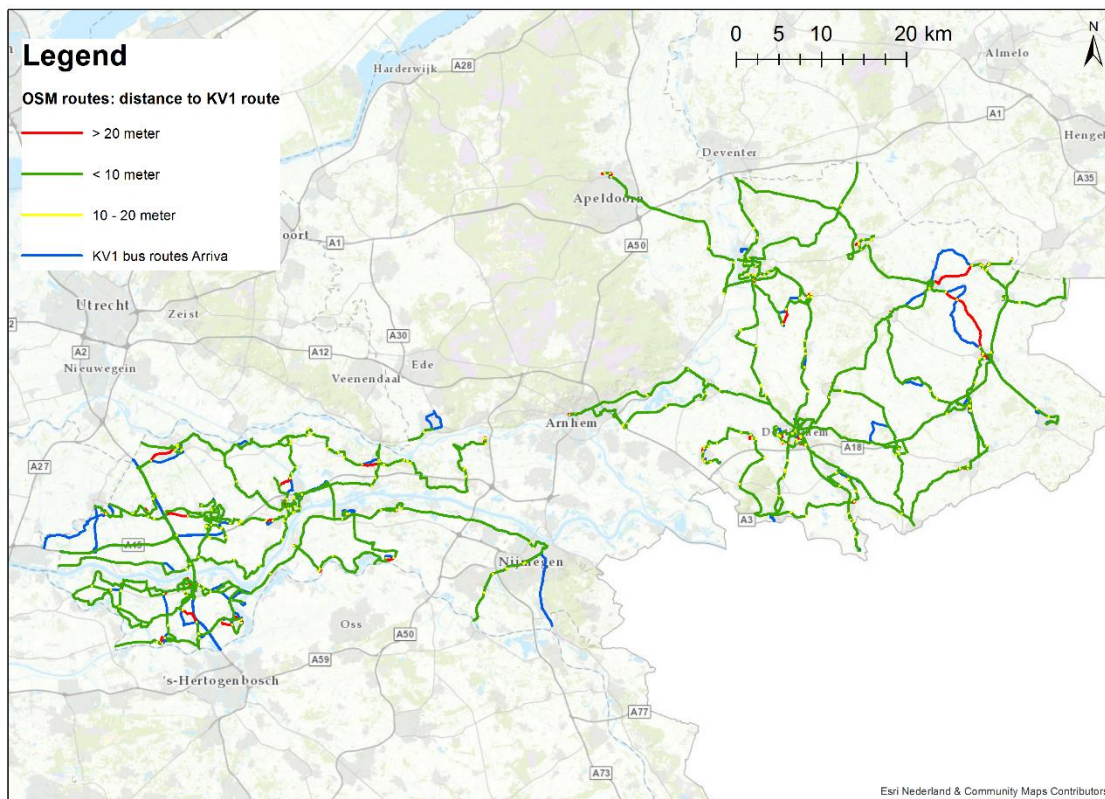 Legend
OSM routes: distance to KV1 route
> 20 meter
< 10 meter
10 - 20 meter
KV1 bus routes Arriva
0 5 10 20 km
N
Almelo
Harderwijk
A28
A1
Hengel
Deventer
A35
Apeldoorn
oort
A1
A50
Utrecht
Zeist
A30
A2
A12
Ede
Nieuwegein
Veenendaal
Arnhem
A18
A27
A3
A15
Nijmegen
Oss
A50
A59
's-Hertogenbosch
A77
A73
Esri Nederland & Community Maps Contributors